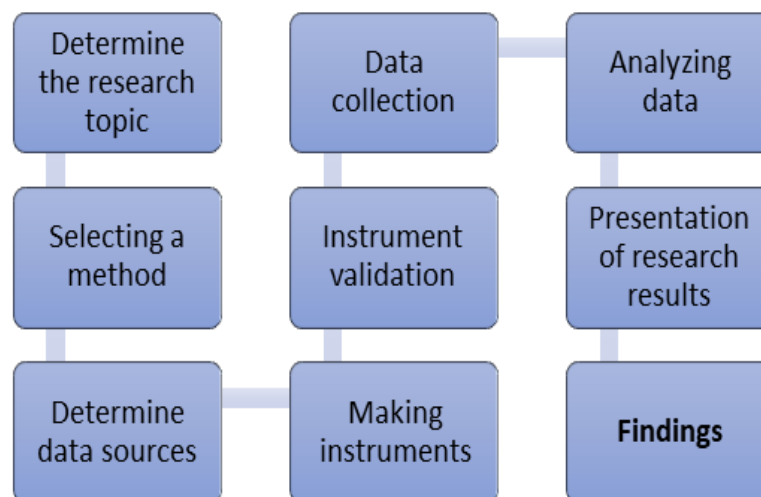 Determine
the research
topic
Selecting a
method
Determine
data sources
Making
instruments
Instrument
validation
Data
collection
Analyzing
data
Presentation
of research
results
Findings